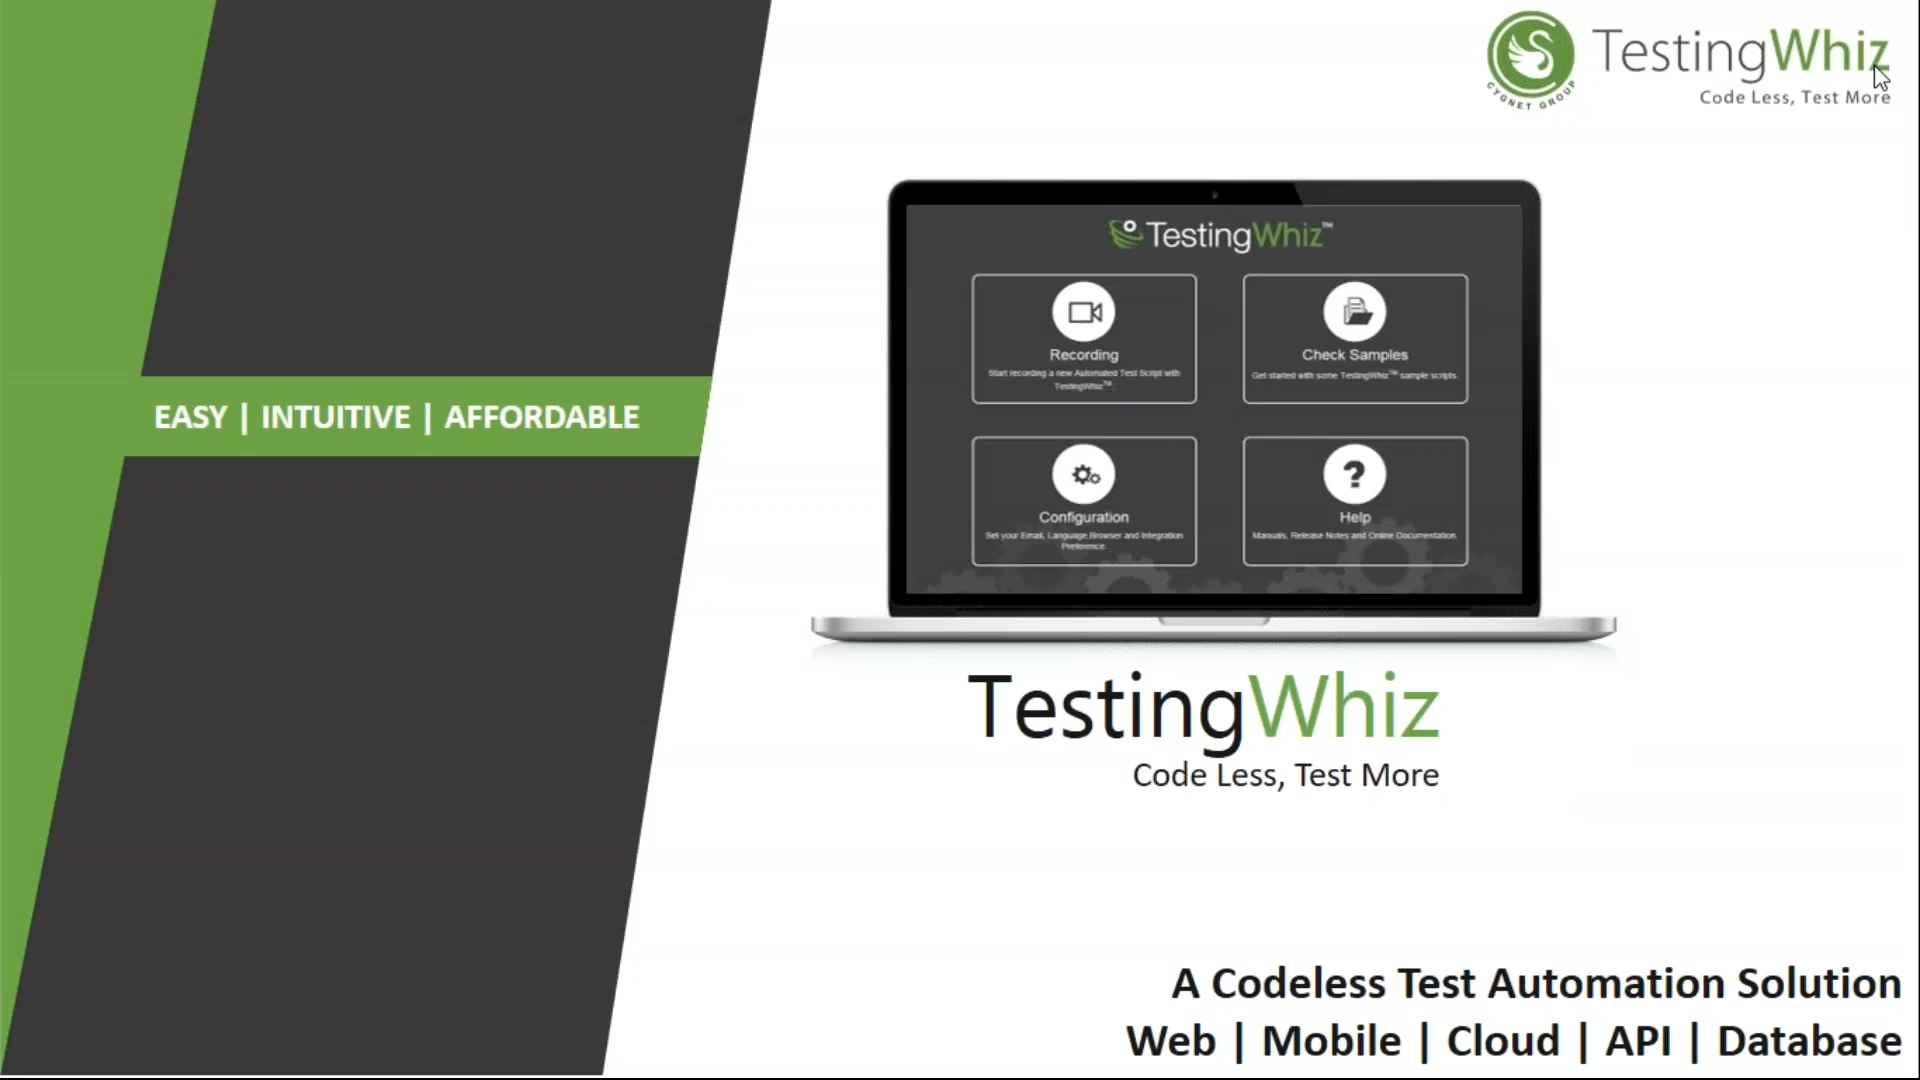 TestingWhiz
Code Less, Test More
CYGNET GROUP
TestingWhiz™
Recording
Start recording a new Automated Test Script with
TestingWhiz™.
Check Samples
Get started with some TestingWhiz™ sample scripts.
EASY | INTUITIVE | AFFORDABLE
Configuration
Set your Email, Language,Browser and Integration
Preference.
Help
Manuals, Release Notes and Online Documentation.
TestingWhiz
Code Less, Test More
A Codeless Test Automation Solution
Web | Mobile | Cloud | API | Database